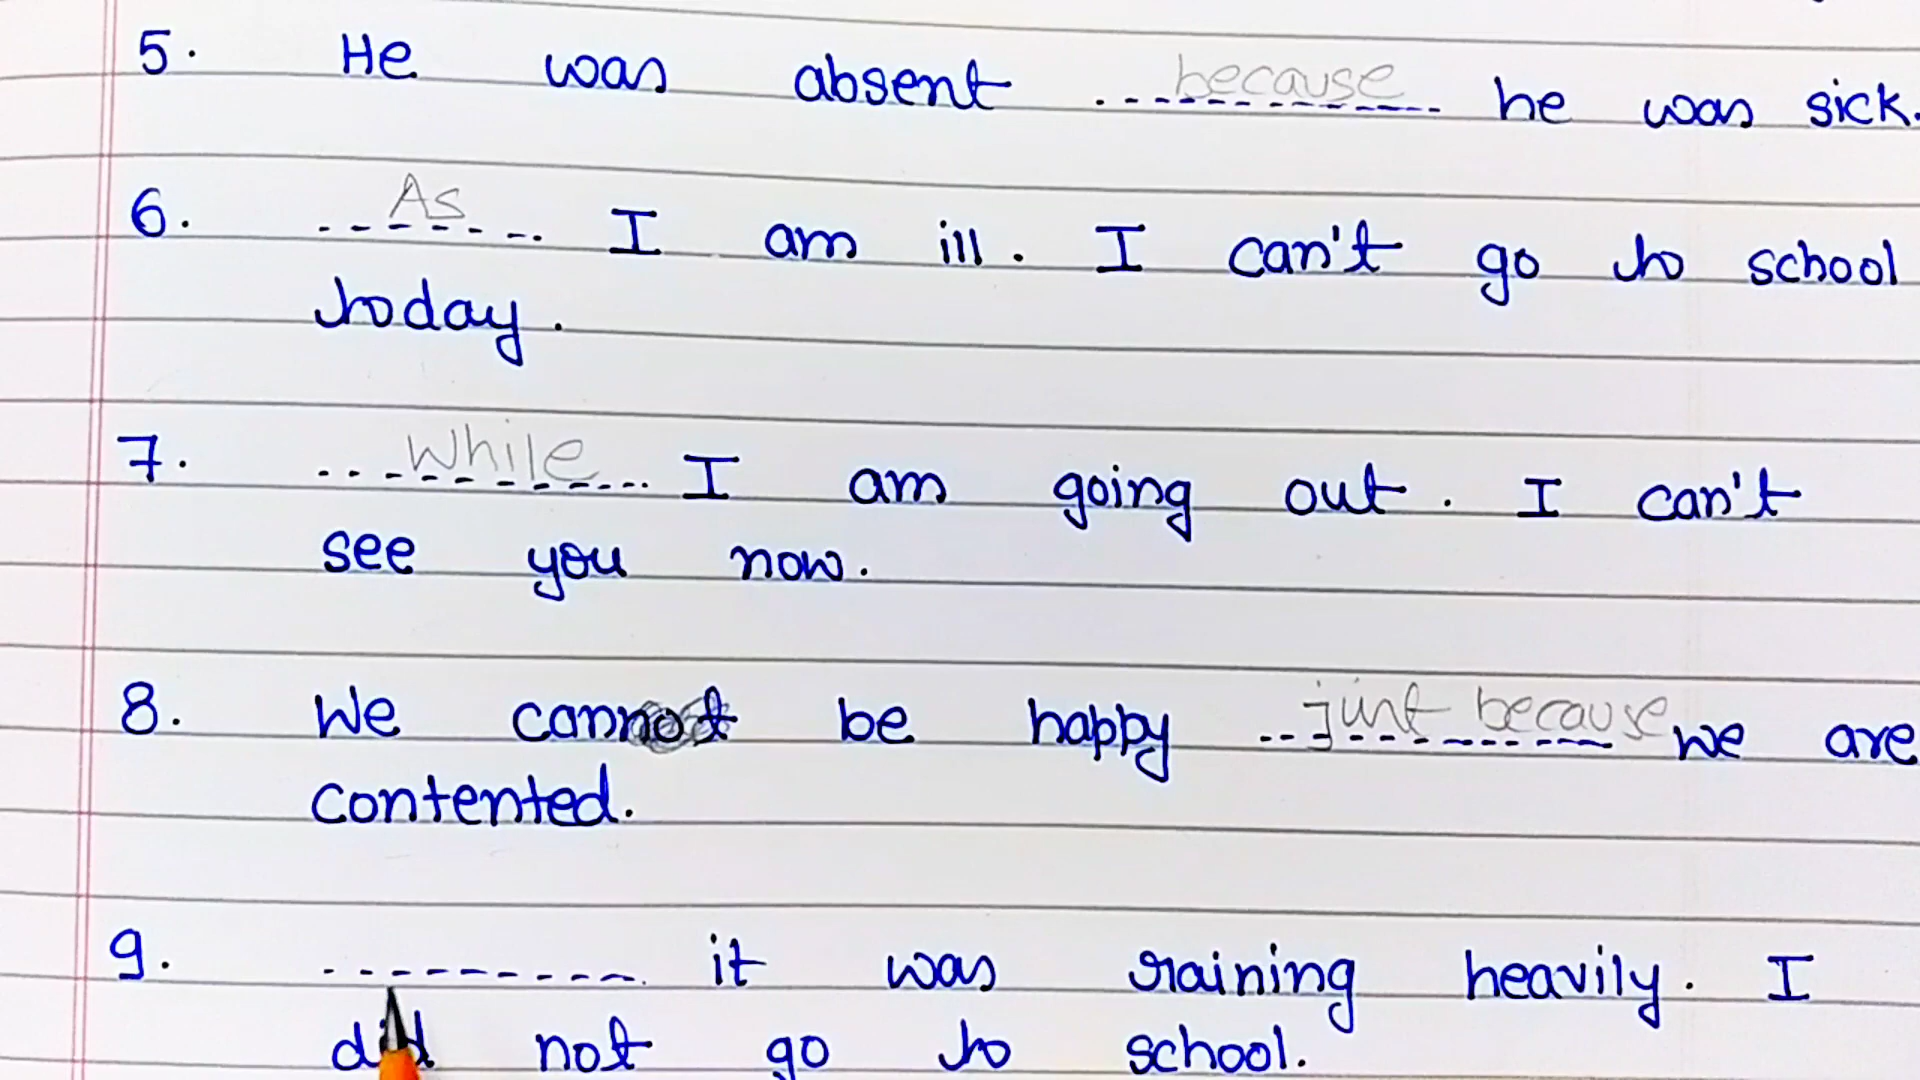 5. He was absent because he was sick.
6. As I am ill. I can't go to school
today.
7. While I am going out. I can't
see you now.
8. We cannot be happy just because we are
contented.
9. --------- it was raining heavily. I
did not go to school.